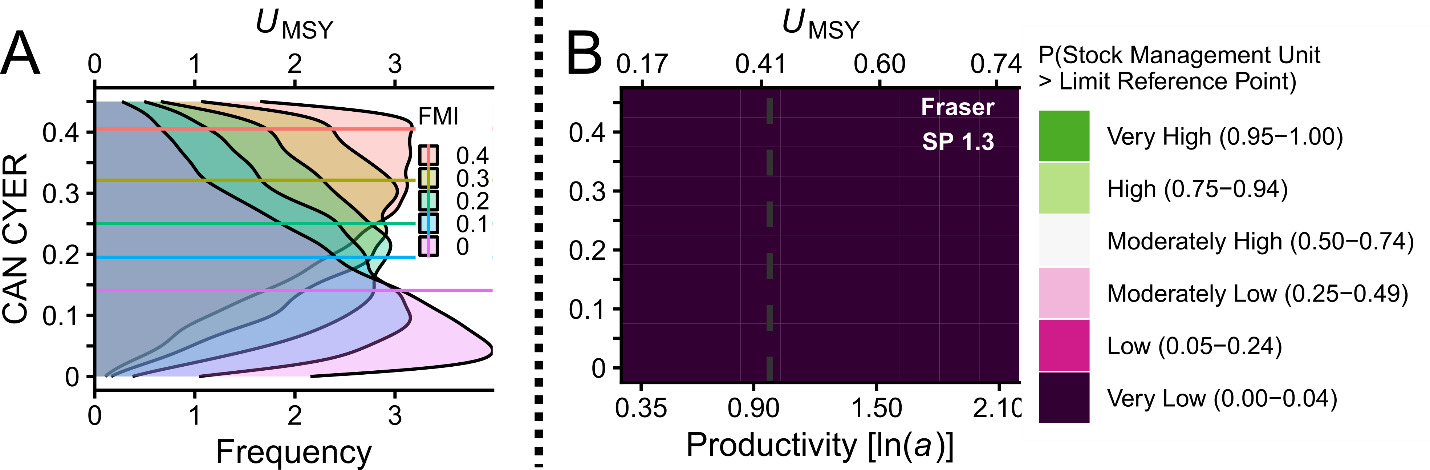 A
U MSY
0 1 2 3
CAN CYER
0.4
0.3
0.2
0.1
0
FMI
0.4
0.3
0.2
0.1
0
0 1 2 3
Frequency
B
U MSY
0.17 0.41 0.60 0.74
Fraser
SP 1.3
0.4
0.3
0.2
0.1
0
0.35 0.90 1.50 2.10
Productivity [ln(a)]
P(Stock Management Unit
> Limit Reference Point)
Very High (0.95−1.00)
High (0.75−0.94)
Moderately High (0.50−0.74)
Moderately Low (0.25−0.49)
Low (0.05−0.24)
Very Low (0.00−0.04)